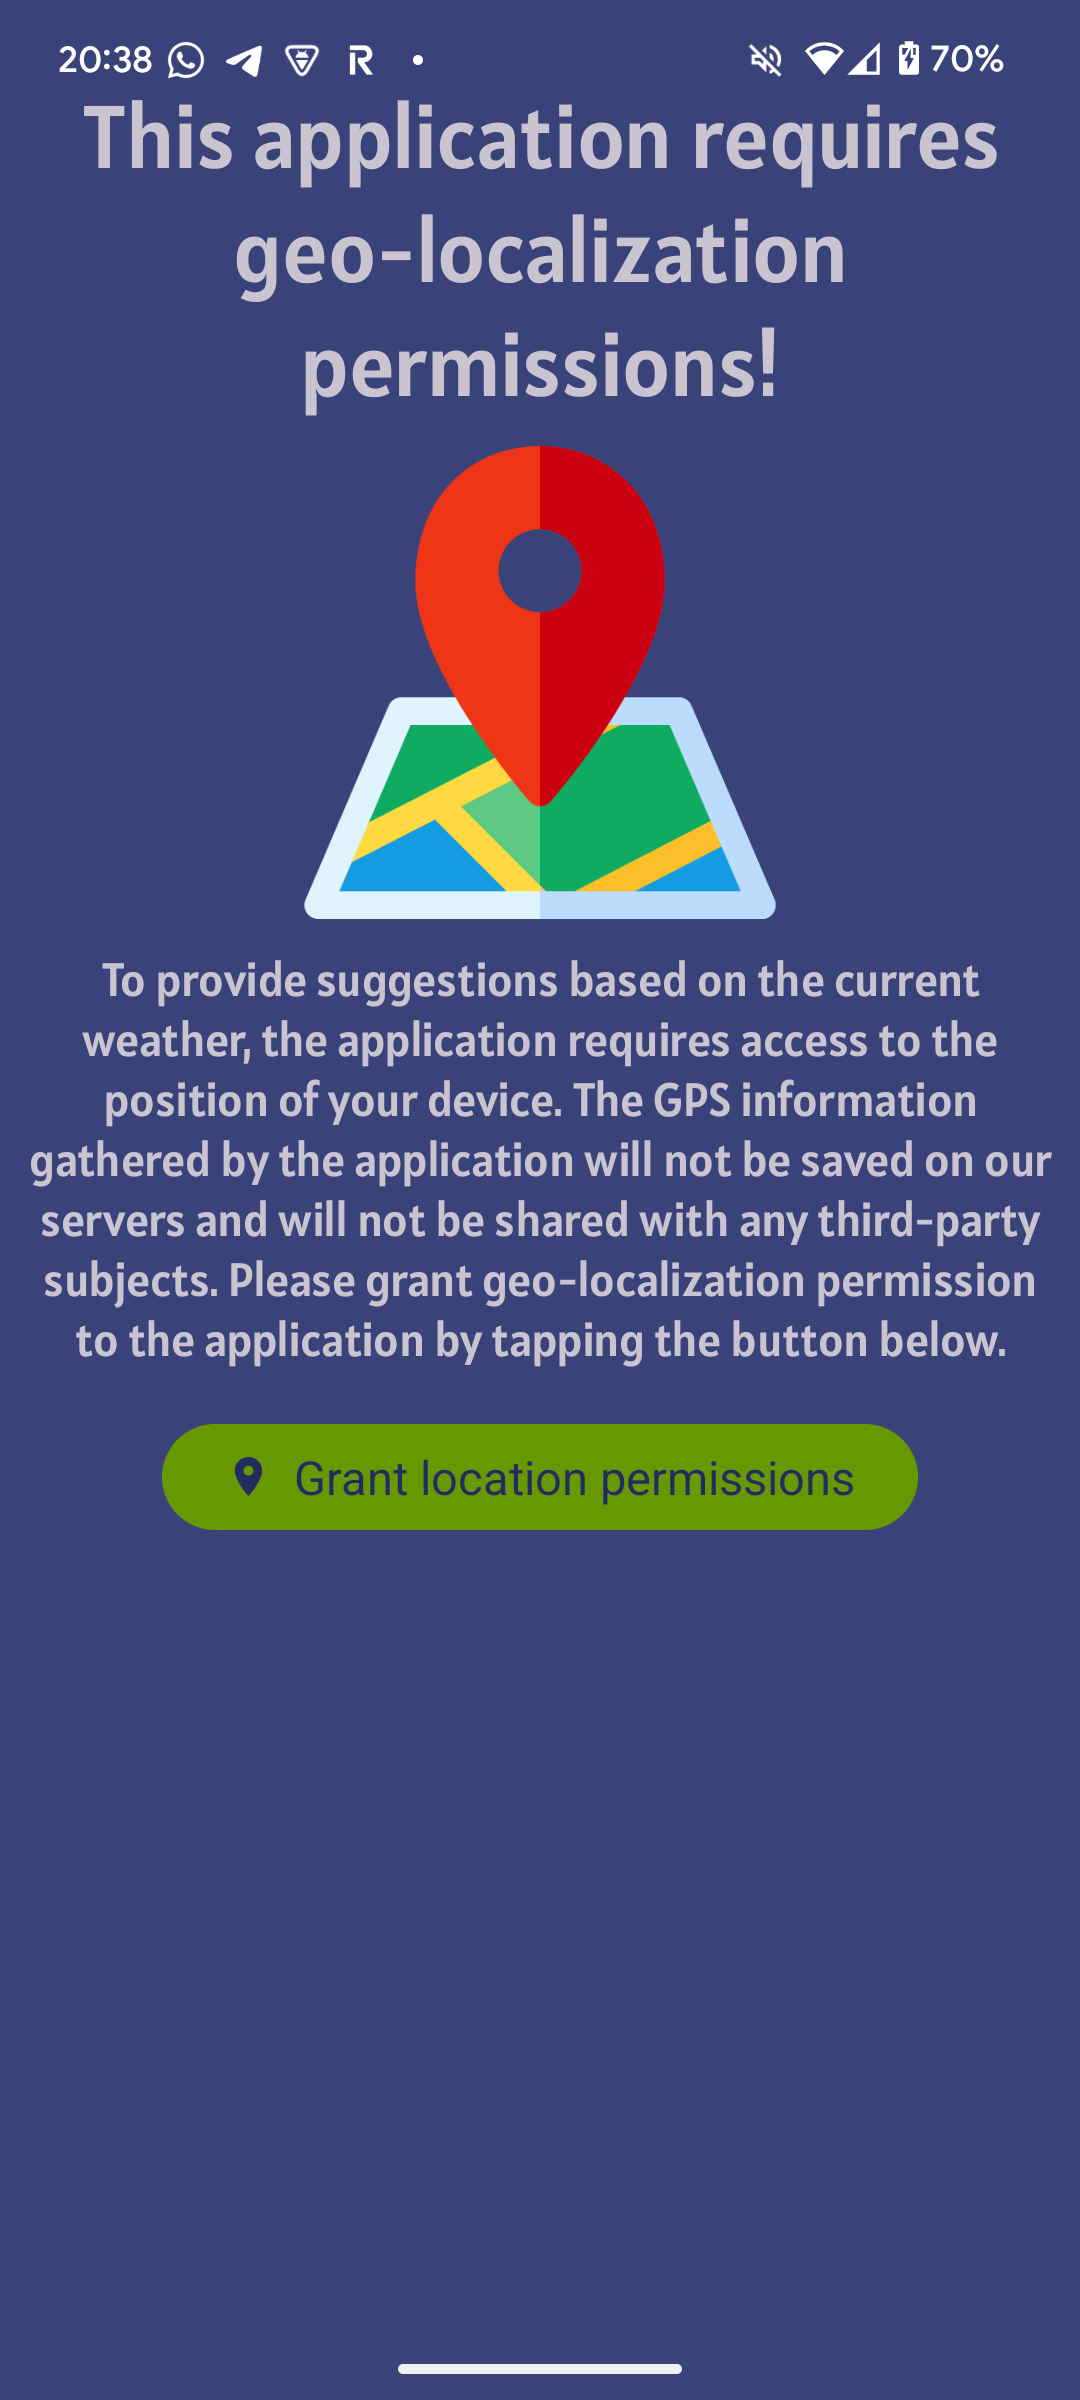 20:38 70%
This application requires
geo-localization
permissions!
To provide suggestions based on the current
weather, the application requires access to the
position of your device. The GPS information
gathered by the application will not be saved on our
servers and will not be shared with any third-party
subjects. Please grant geo-localization permission
to the application by tapping the button below.
Grant location permissions